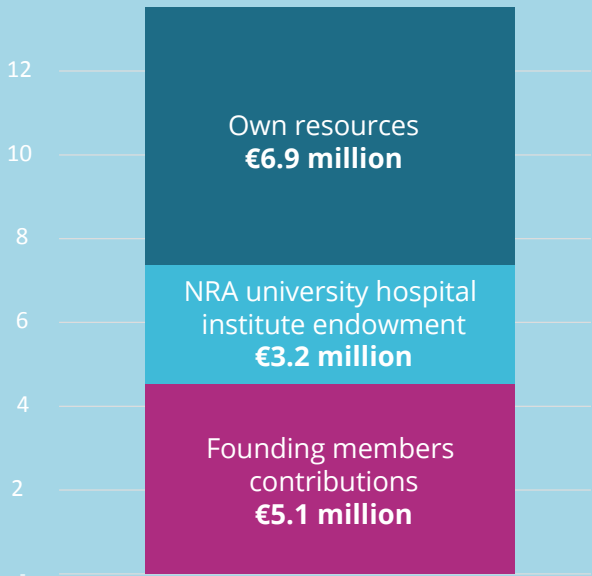 12
10
8
6
4
2
Own resources
€6.9 million
NRA university hospital
institute endowment
€3.2 million
Founding members
contributions
€5.1 million